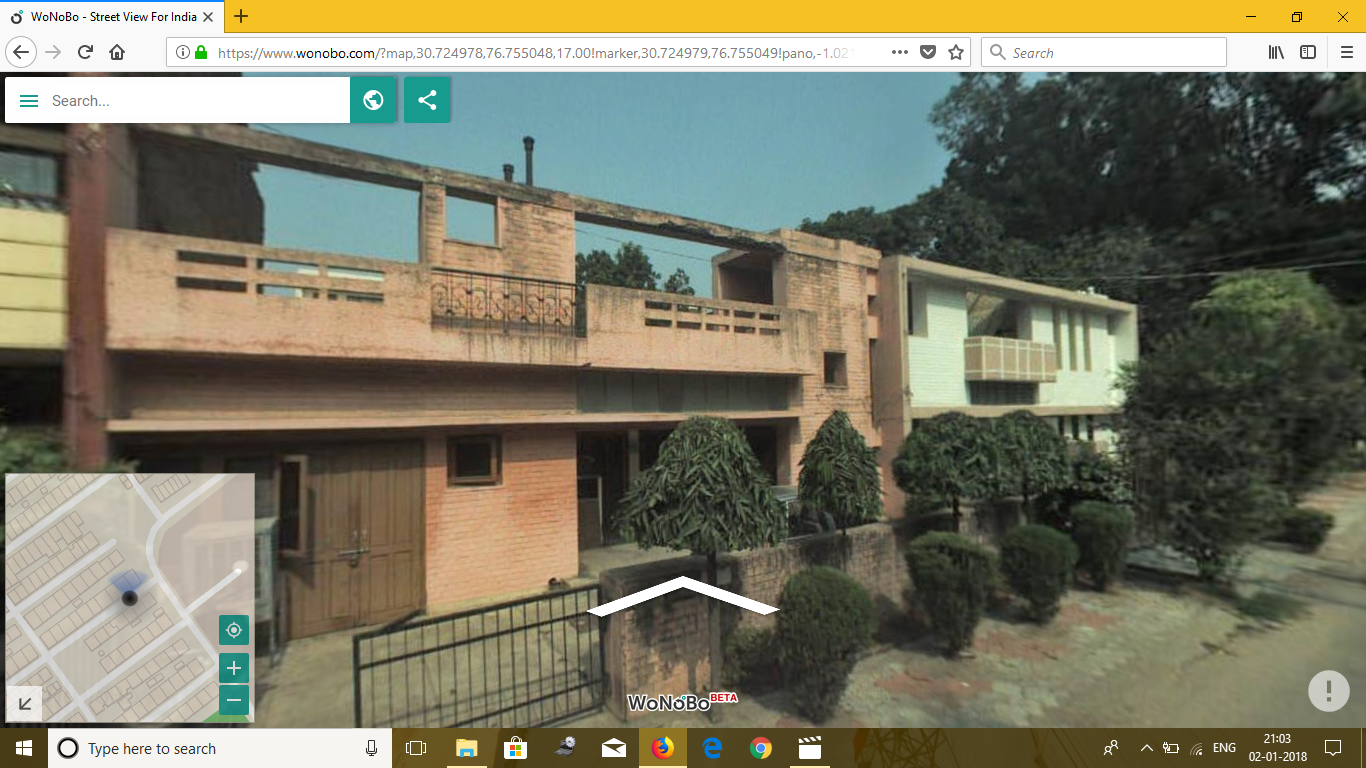 WoNoBo - Street View For India
https://www.wonobo.com/?map,30.724978,76.755048,17.00!marker,30.724979,76.755049!pano,-1.02
Search
Search...
WoNoBo BETA
Type here to search
ENG
21:03
02-01-2018